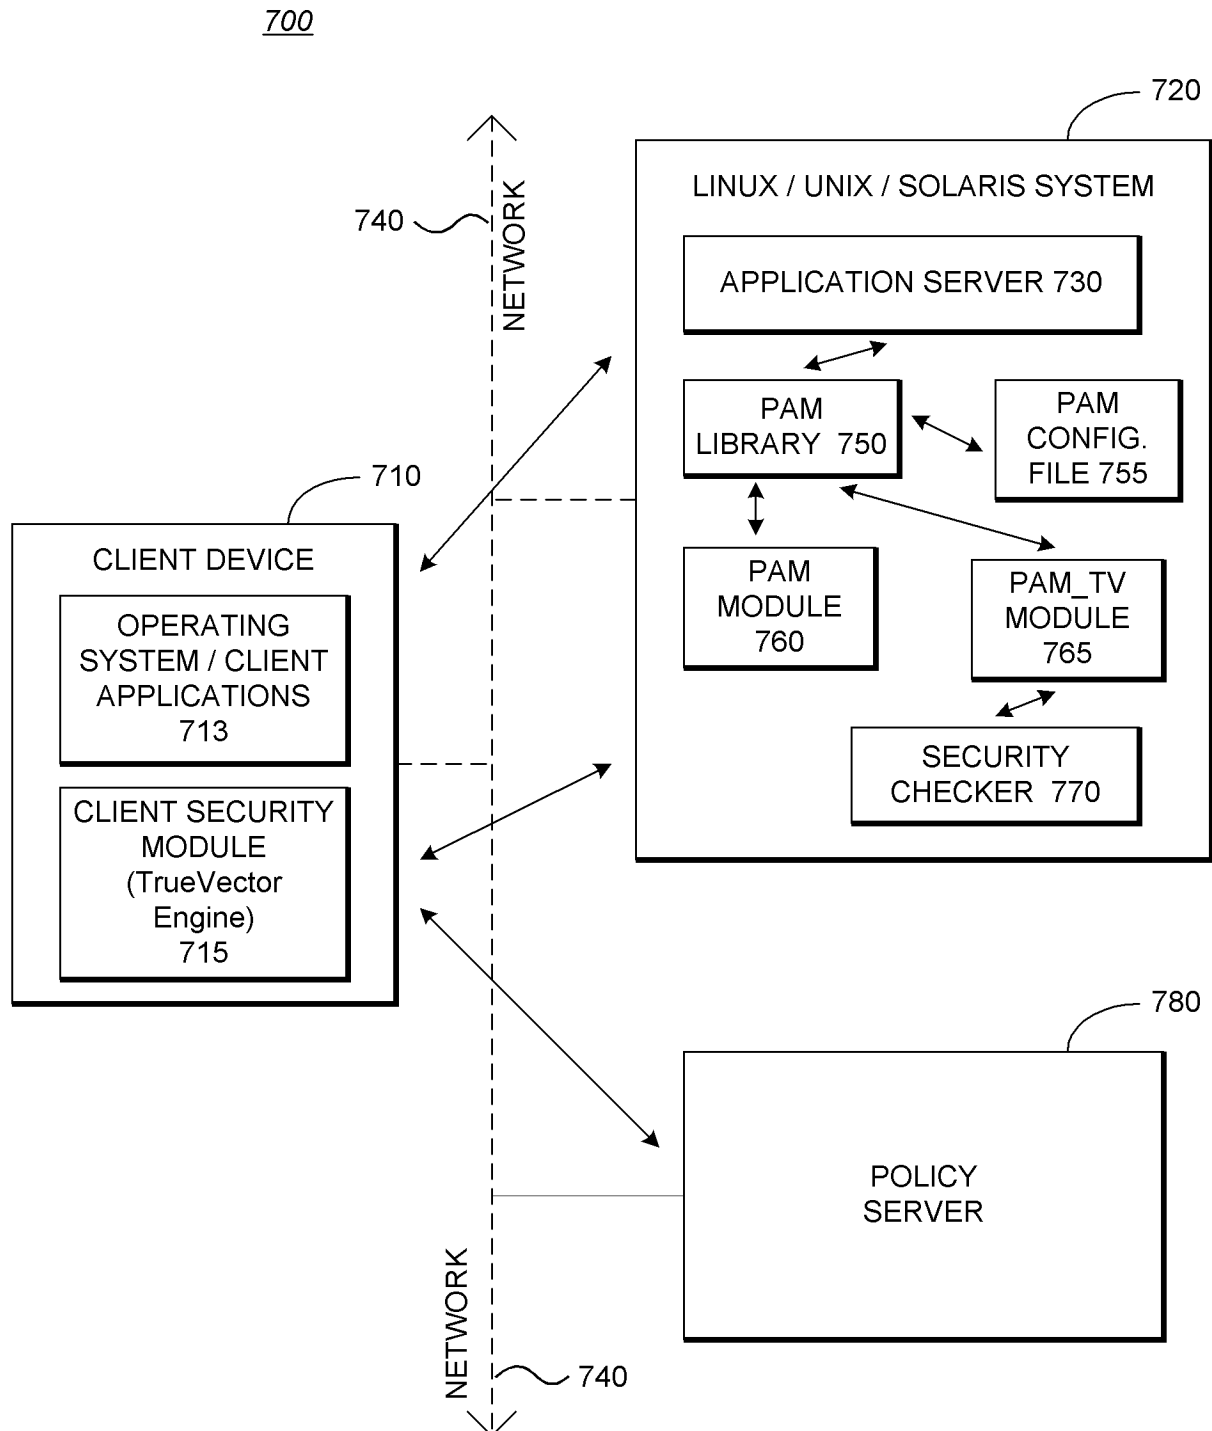 700
720
LINUX / UNIX / SOLARIS SYSTEM
740
NETWORK
APPLICATION SERVER 730
PAM
LIBRARY 750
PAM
CONFIG.
FILE 755
710
CLIENT DEVICE
OPERATING
SYSTEM / CLIENT
APPLICATIONS
713
PAM
MODULE
760
PAM_TV
MODULE
765
SECURITY
CHECKER 770
CLIENT SECURITY
MODULE
(TrueVector
Engine)
715
780
POLICY
SERVER
NETWORK
740